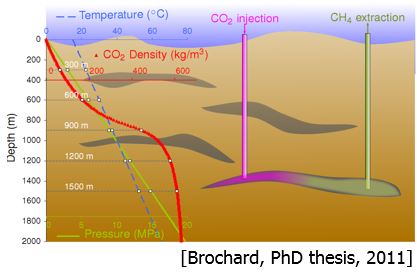 CO2 injection
CH4 extraction
Temperature (°C)
0 20 40 60 80
CO2 Density (kg/m3)
200 400 600
Depth (m)
0
200
400
600
800
1000
1200
1400
1600
1800
2000
300 m
600 m
900 m
1200 m
1500 m
0 5 10 15 20
Pressure (MPa)
[Brochard, PhD thesis, 2011]